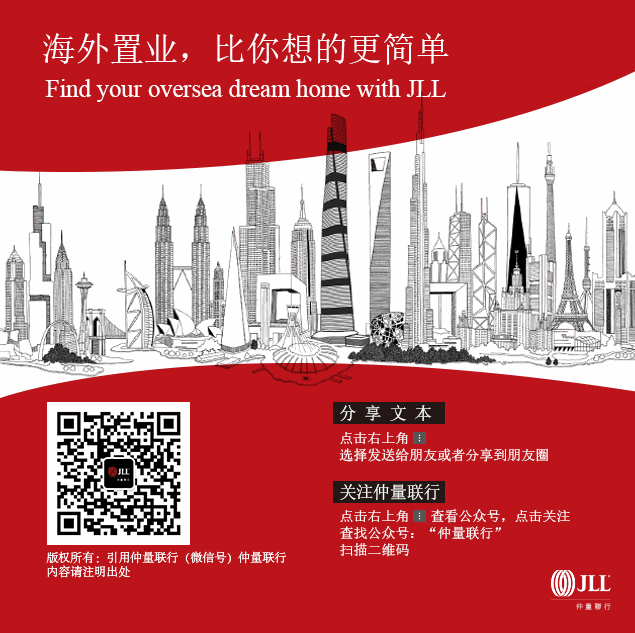 海外置业，比你想的更简单
Find your oversea dream home with JLL
JLL
仲量联行
分享文本
点击右上角
选择发送给朋友或者分享到朋友圈
关注仲量联行
点击右上角 查看公众号，点击关注
查找公众号：“仲量联行”
扫描二维码
版权所有：引用仲量联行（微信号）仲量联行
内容请注明出处
JLL
仲量聯行